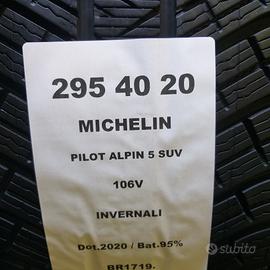 295 40 20
MICHELIN
PILOT ALPIN 5 SUV
106V
INVERNALI
Dot.2020 / Bat.95%
BR1719.
subito